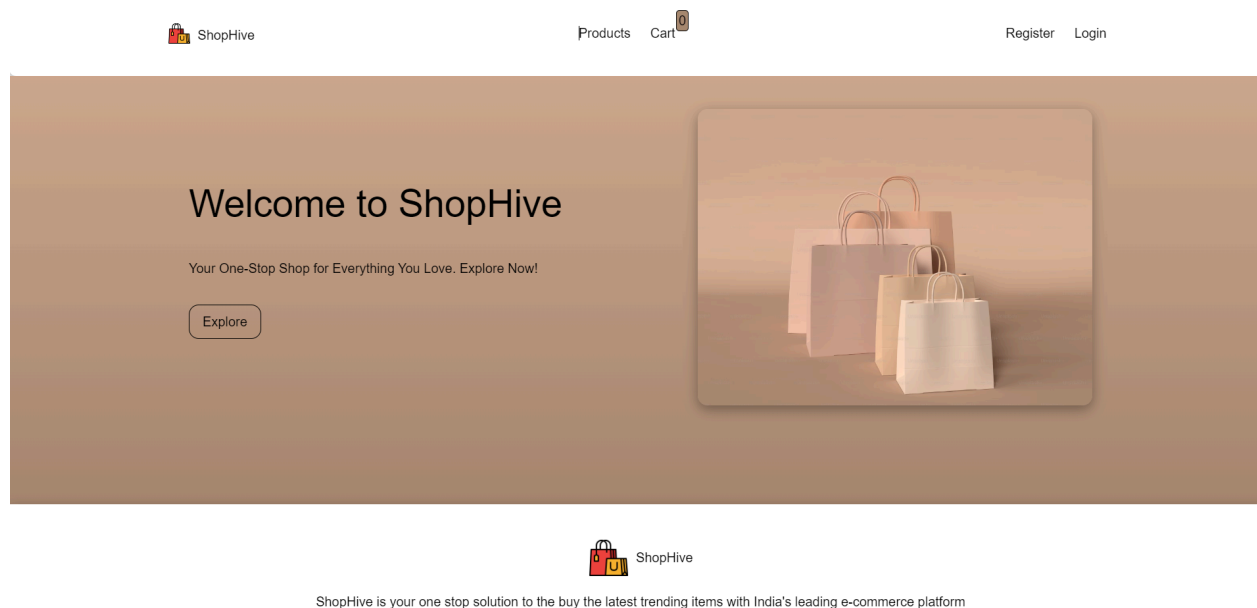 ShopHive
Products Cart 0
Register Login
Welcome to ShopHive
Your One-Stop Shop for Everything You Love. Explore Now!
Explore
ShopHive
ShopHive is your one stop solution to the buy the latest trending items with India's leading e-commerce platform